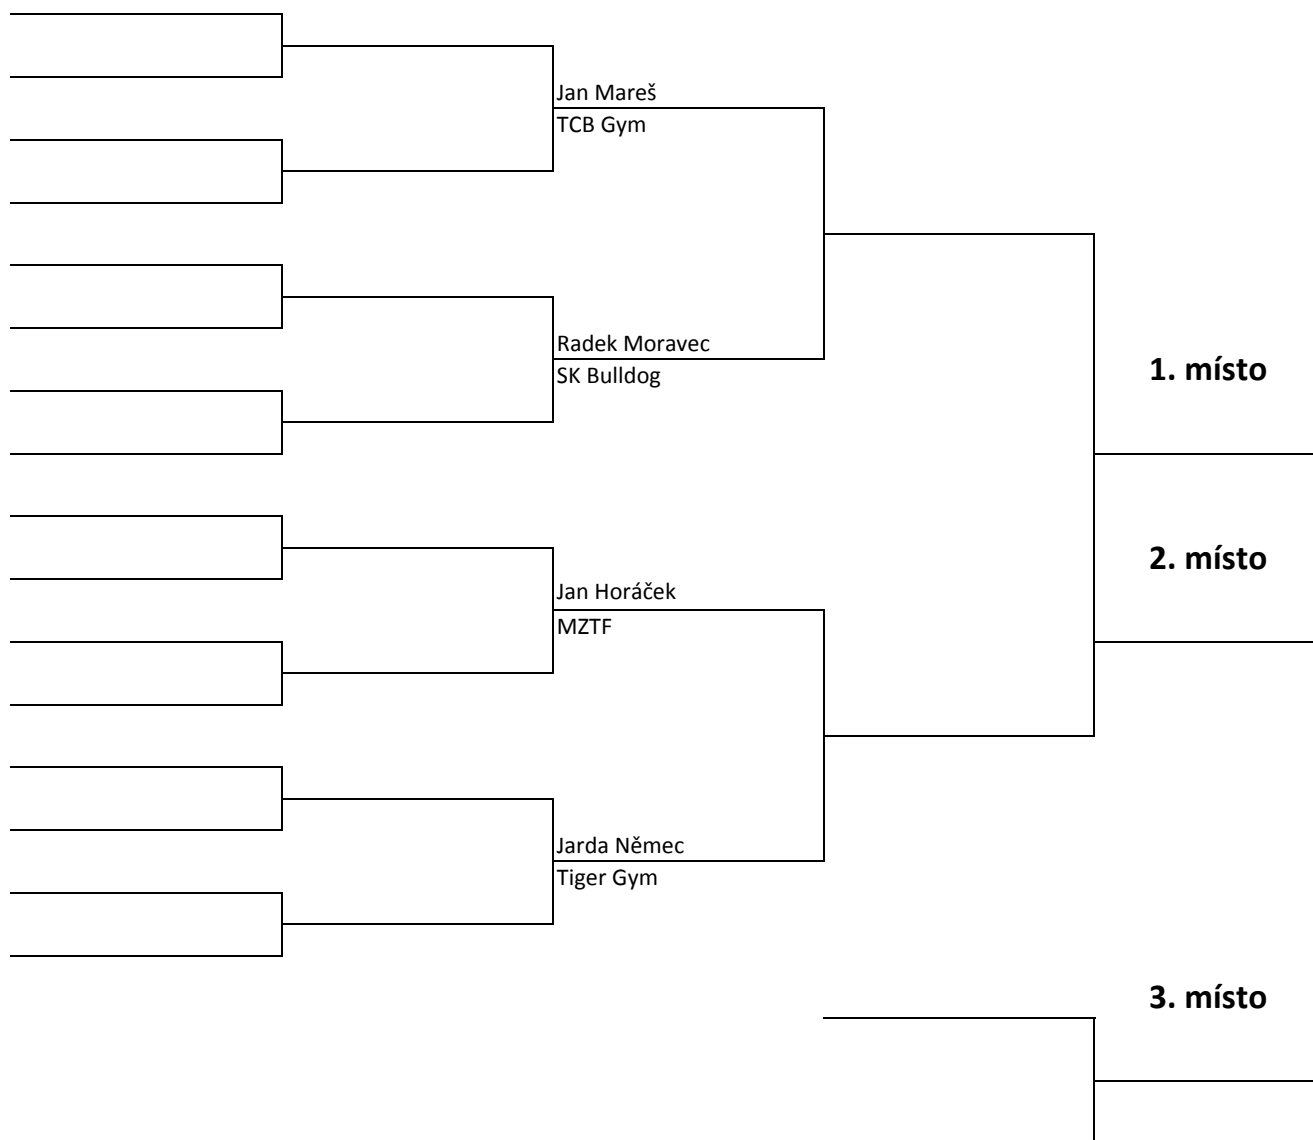 Jan Mareš
TCB Gym
Radek Moravec
SK Bulldog
1. místo
2. místo
Jan Horáček
MZTF
Jarda Němec
Tiger Gym
3. místo